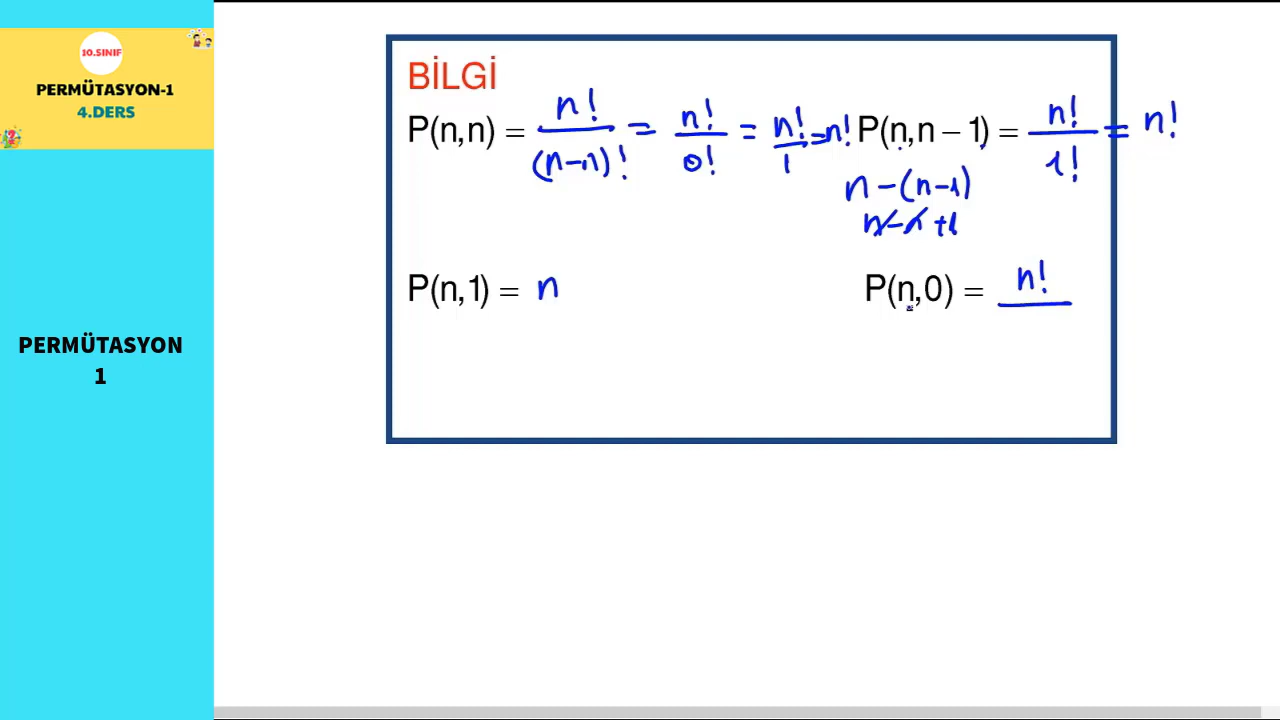 10.SINIF
PERMÜTASYON-1
4.DERS
PERMÜTASYON
1
BİLGİ
P(n,n) = n!/(n-n)! = n!/0! = n!/1 = n!
P(n,n − 1) = n!/1! = n!
n-(n-1)
n-n+1
P(n,1) = n
P(n,0) = n!